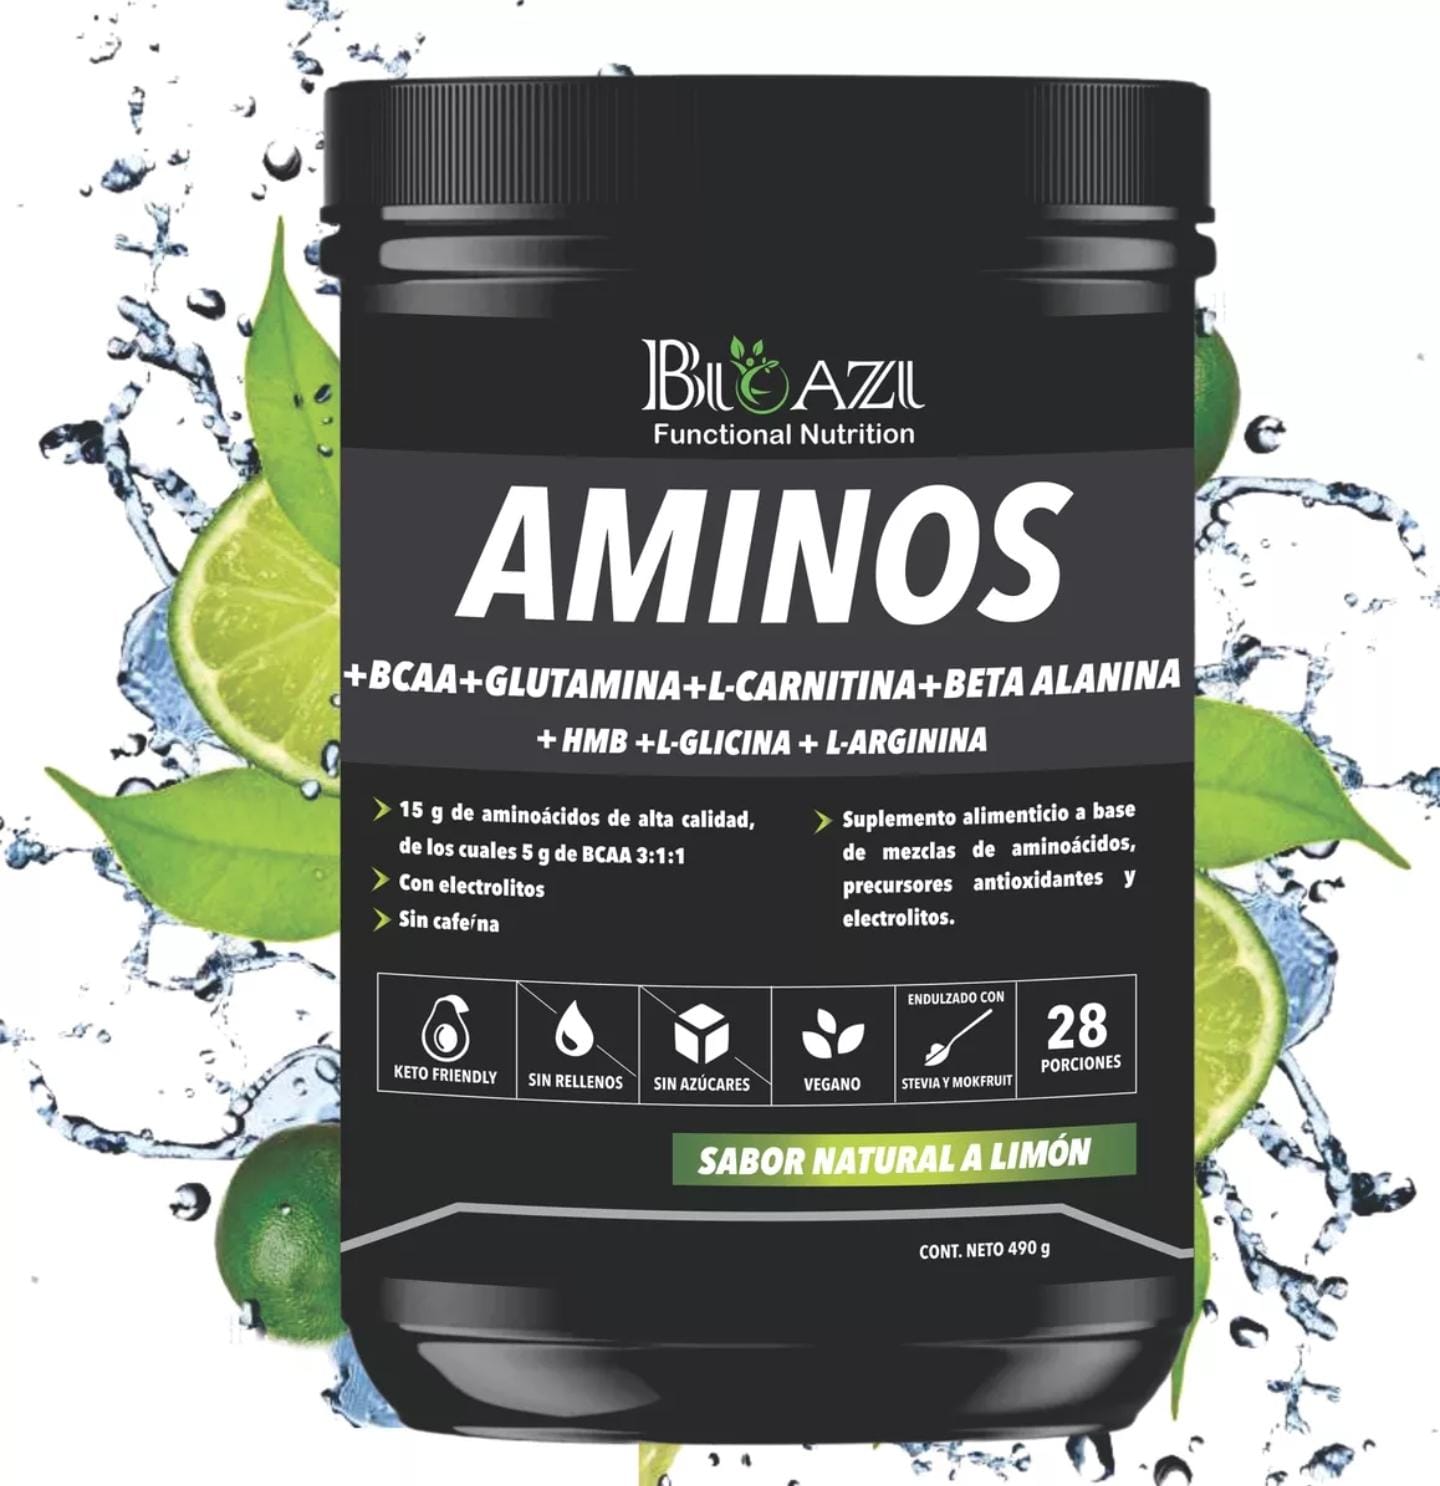 BIOAZI
Functional Nutrition
AMINOS
+BCAA+GLUTAMINA+L-CARNITINA+BETA ALANINA
+ HMB +L-GLICINA + L-ARGININA
15 g de aminoácidos de alta calidad,
de los cuales 5 g de BCAA 3:1:1
Con electrolitos
Sin cafeína
Suplemento alimenticio a base
de mezclas de aminoácidos,
precursores antioxidantes y
electrolitos.
KETO FRIENDLY
SIN RELLENOS
SIN AZÚCARES
VEGANO
ENDULZADO CON
STEVIA Y MOKFRUIT
28
PORCIONES
SABOR NATURAL A LIMÓN
CONT. NETO 490 g